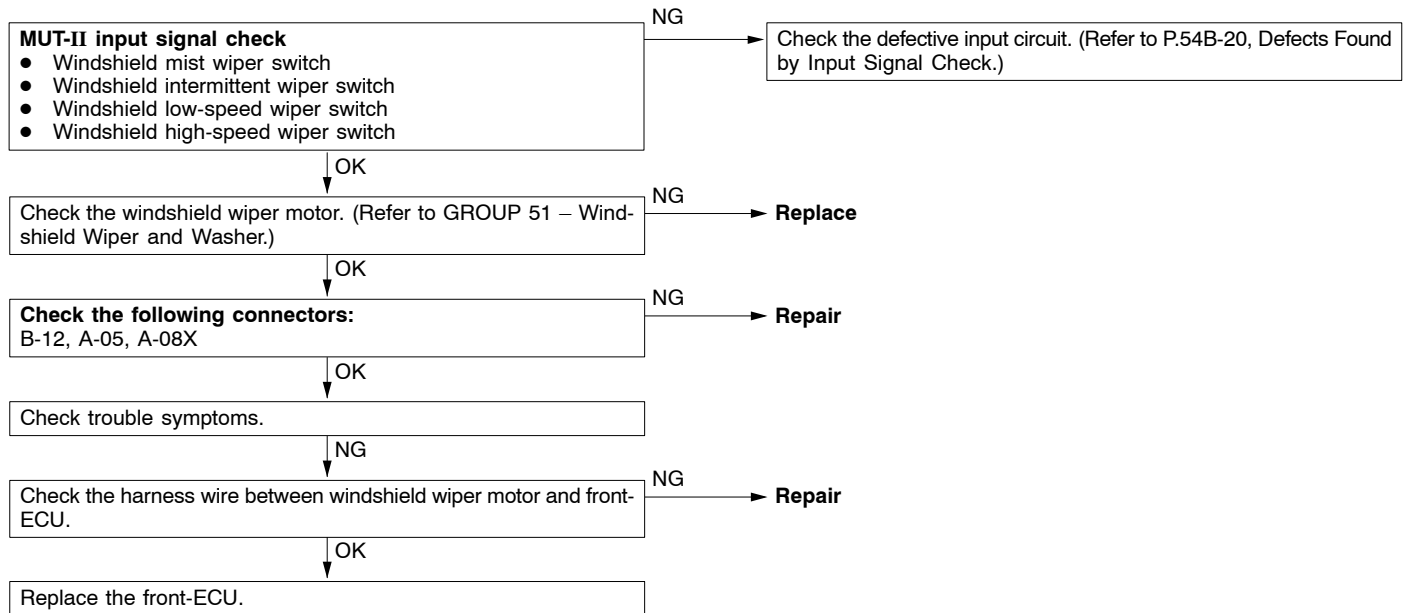 MUT-II input signal check
● Windshield mist wiper switch
● Windshield intermittent wiper switch
● Windshield low-speed wiper switch
● Windshield high-speed wiper switch
NG
Check the defective input circuit. (Refer to P.54B-20, Defects Found
by Input Signal Check.)
OK
Check the windshield wiper motor. (Refer to GROUP 51 – Wind-
shield Wiper and Washer.)
NG
Replace
OK
Check the following connectors:
B-12, A-05, A-08X
NG
Repair
OK
Check trouble symptoms.
NG
Check the harness wire between windshield wiper motor and front-
ECU.
NG
Repair
OK
Replace the front-ECU.